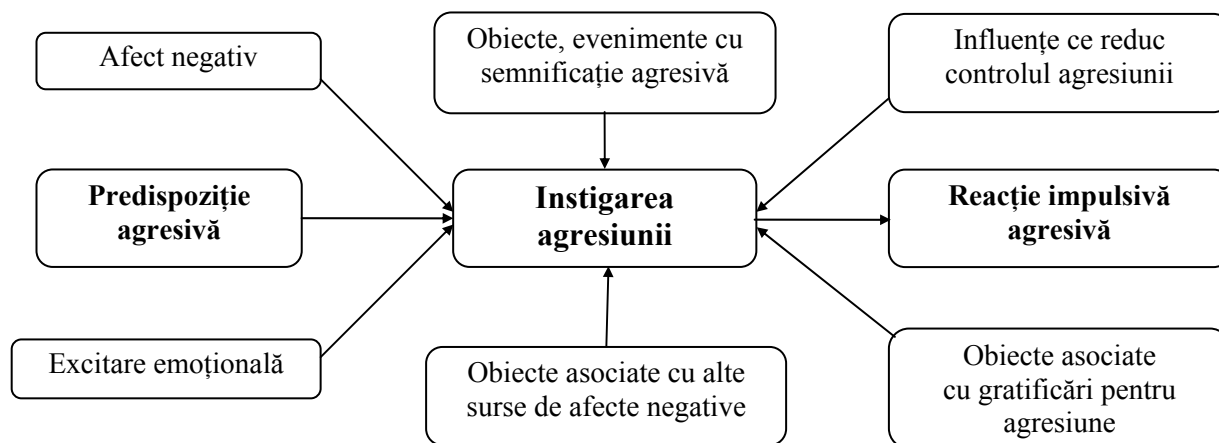 Afect negativ
Obiecte, evenimente cu
semnificație agresivă
Influențe ce reduc
controlul agresiunii
Predispoziție
agresivă
Instigarea
agresiunii
Reacție impulsivă
agresivă
Excitare emoțională
Obiecte asociate cu alte
surse de afecte negative
Obiecte asociate
cu gratificări pentru
agresiune